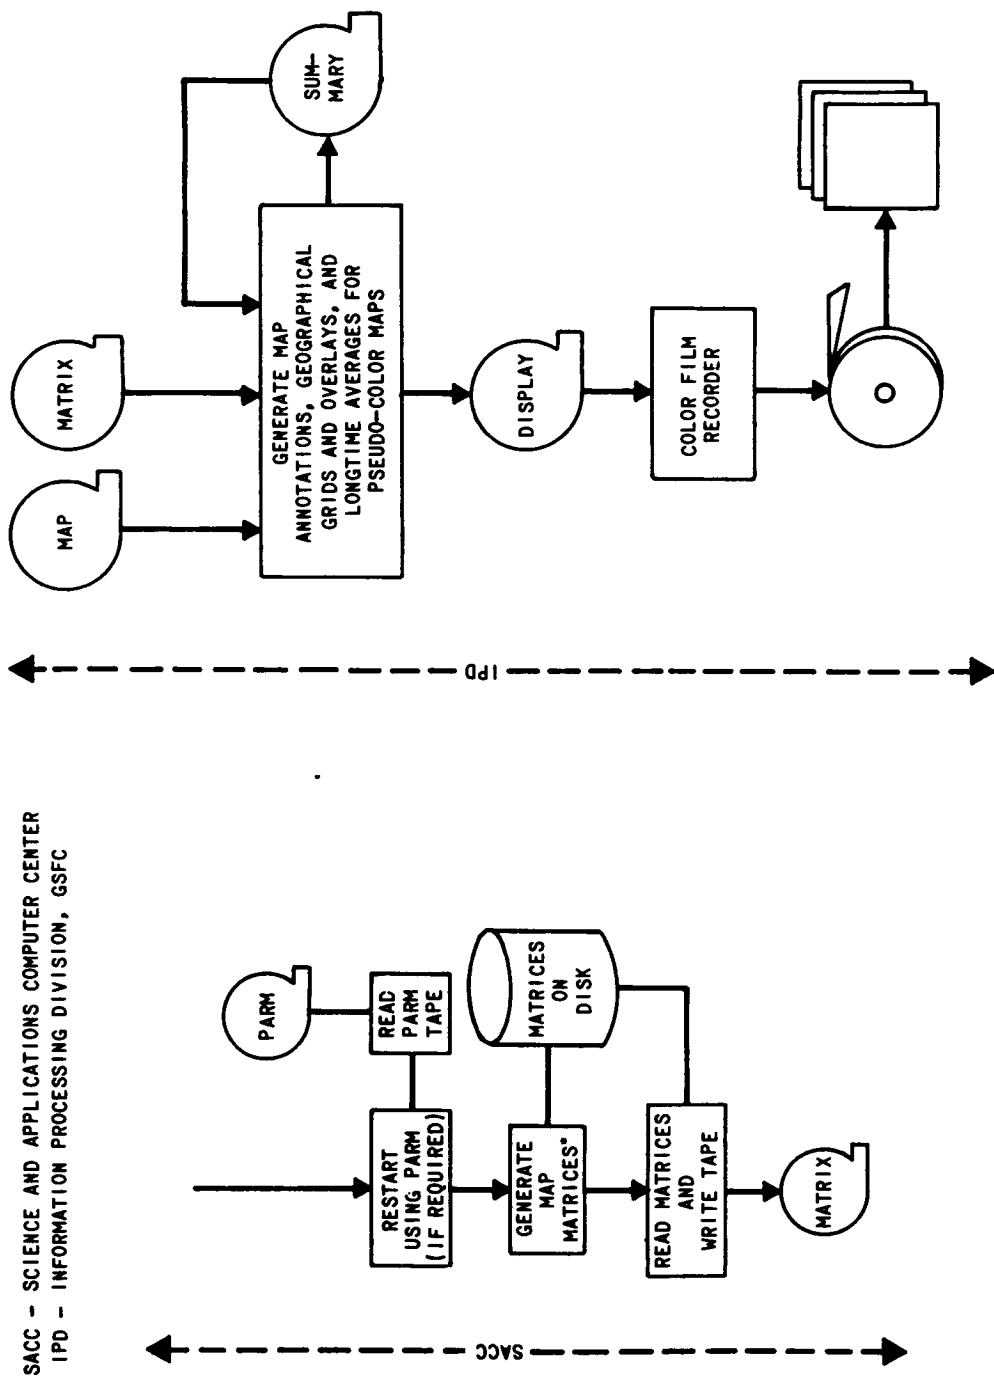 SACC - SCIENCE AND APPLICATIONS COMPUTER CENTER
IPD - INFORMATION PROCESSING DIVISION, GSFC
SACC
PARM
RESTART
USING PARM
(IF REQUIRED)
READ
PARM
TAPE
GENERATE
MAP
MATRICES*
MATRICES
ON
DISK
READ MATRICES
AND
WRITE TAPE
MATRIX
IPD
MAP
MATRIX
GENERATE MAP
ANNOTATIONS, GEOGRAPHICAL
GRIDS AND OVERLAYS, AND
LONGTIME AVERAGES FOR
PSEUDO-COLOR MAPS
SUM-
MARY
DISPLAY
COLOR FILM
RECORDER